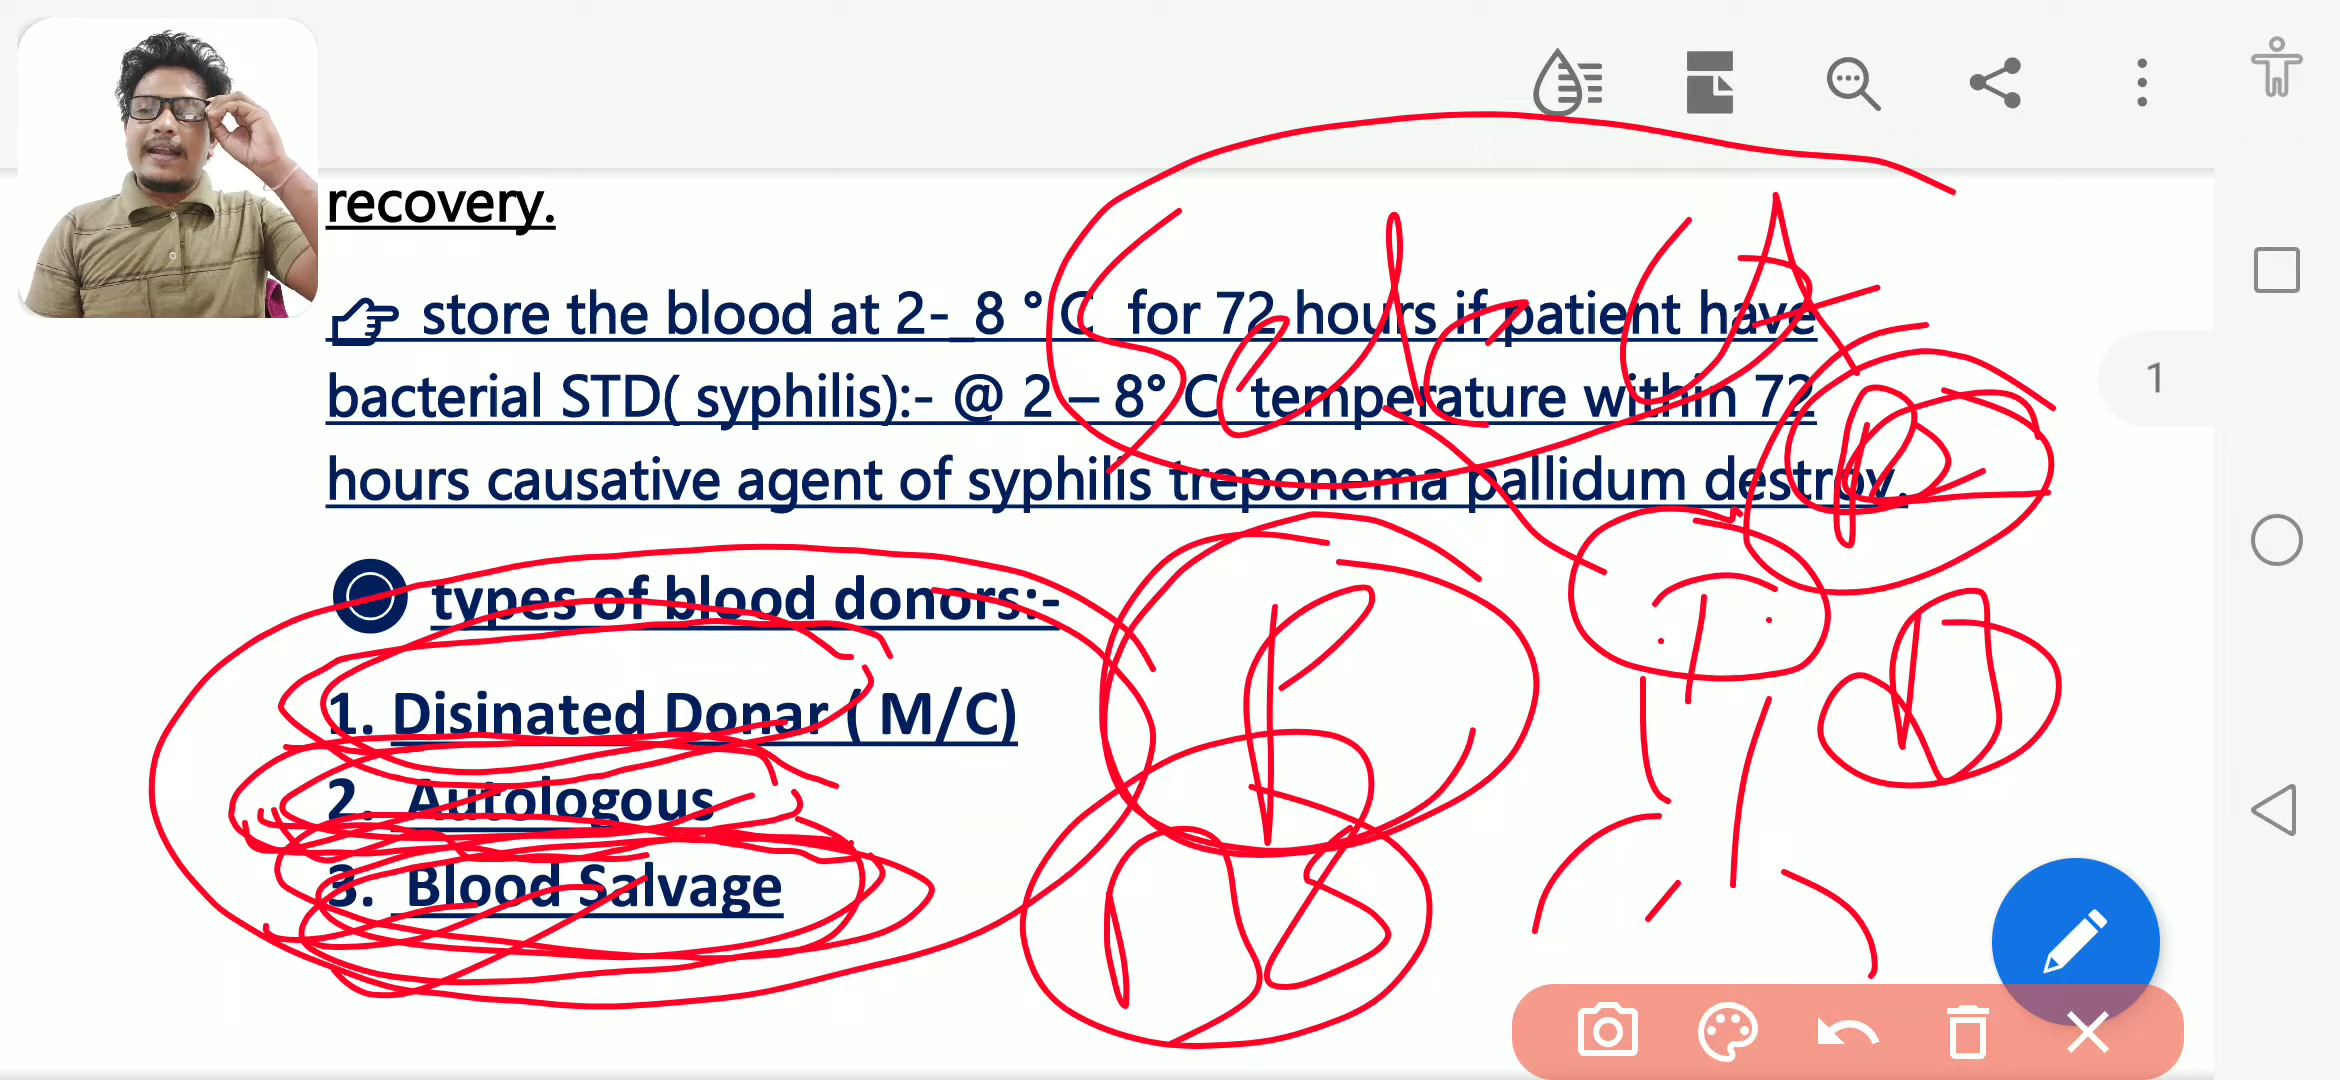 recovery.
☞ store the blood at 2-_8 ° C for 72 hours if patient have
bacterial STD( syphilis):- @ 2 – 8° C temperature within 72
hours causative agent of syphilis treponema pallidum destroy.
types of blood donors:-
1. Disinated Donar ( M/C)
2. Autologous
3. Blood Salvage
1